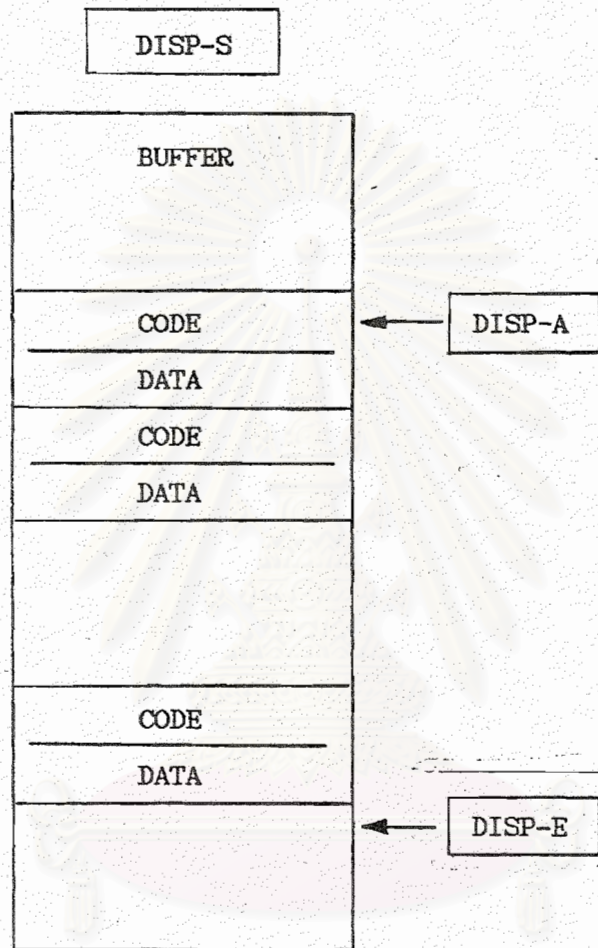 DISP-S
BUFFER
CODE
DISP-A
DATA
CODE
DATA
CODE
DATA
DISP-E